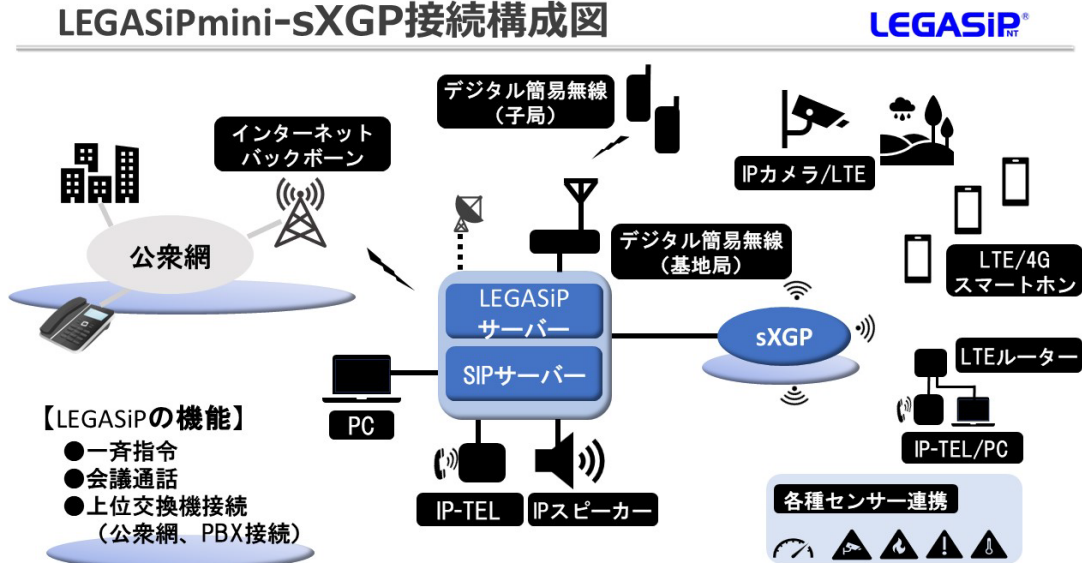 LEGASiPmini-sXGP接続構成図
LEGASiP®
NT
デジタル簡易無線
(子局)
インターネット
バックボーン
IPカメラ/LTE
公衆網
デジタル簡易無線
(基地局)
LTE/4G
スマートホン
LEGASiP
サーバー
sXGP
SIPサーバー
LTEルーター
PC
IP-TEL/PC
【LEGASiPの機能】
●一斉指令
●会議通話
●上位交換機接続
(公衆網、PBX接続)
IP-TEL
IPスピーカー
各種センサー連携